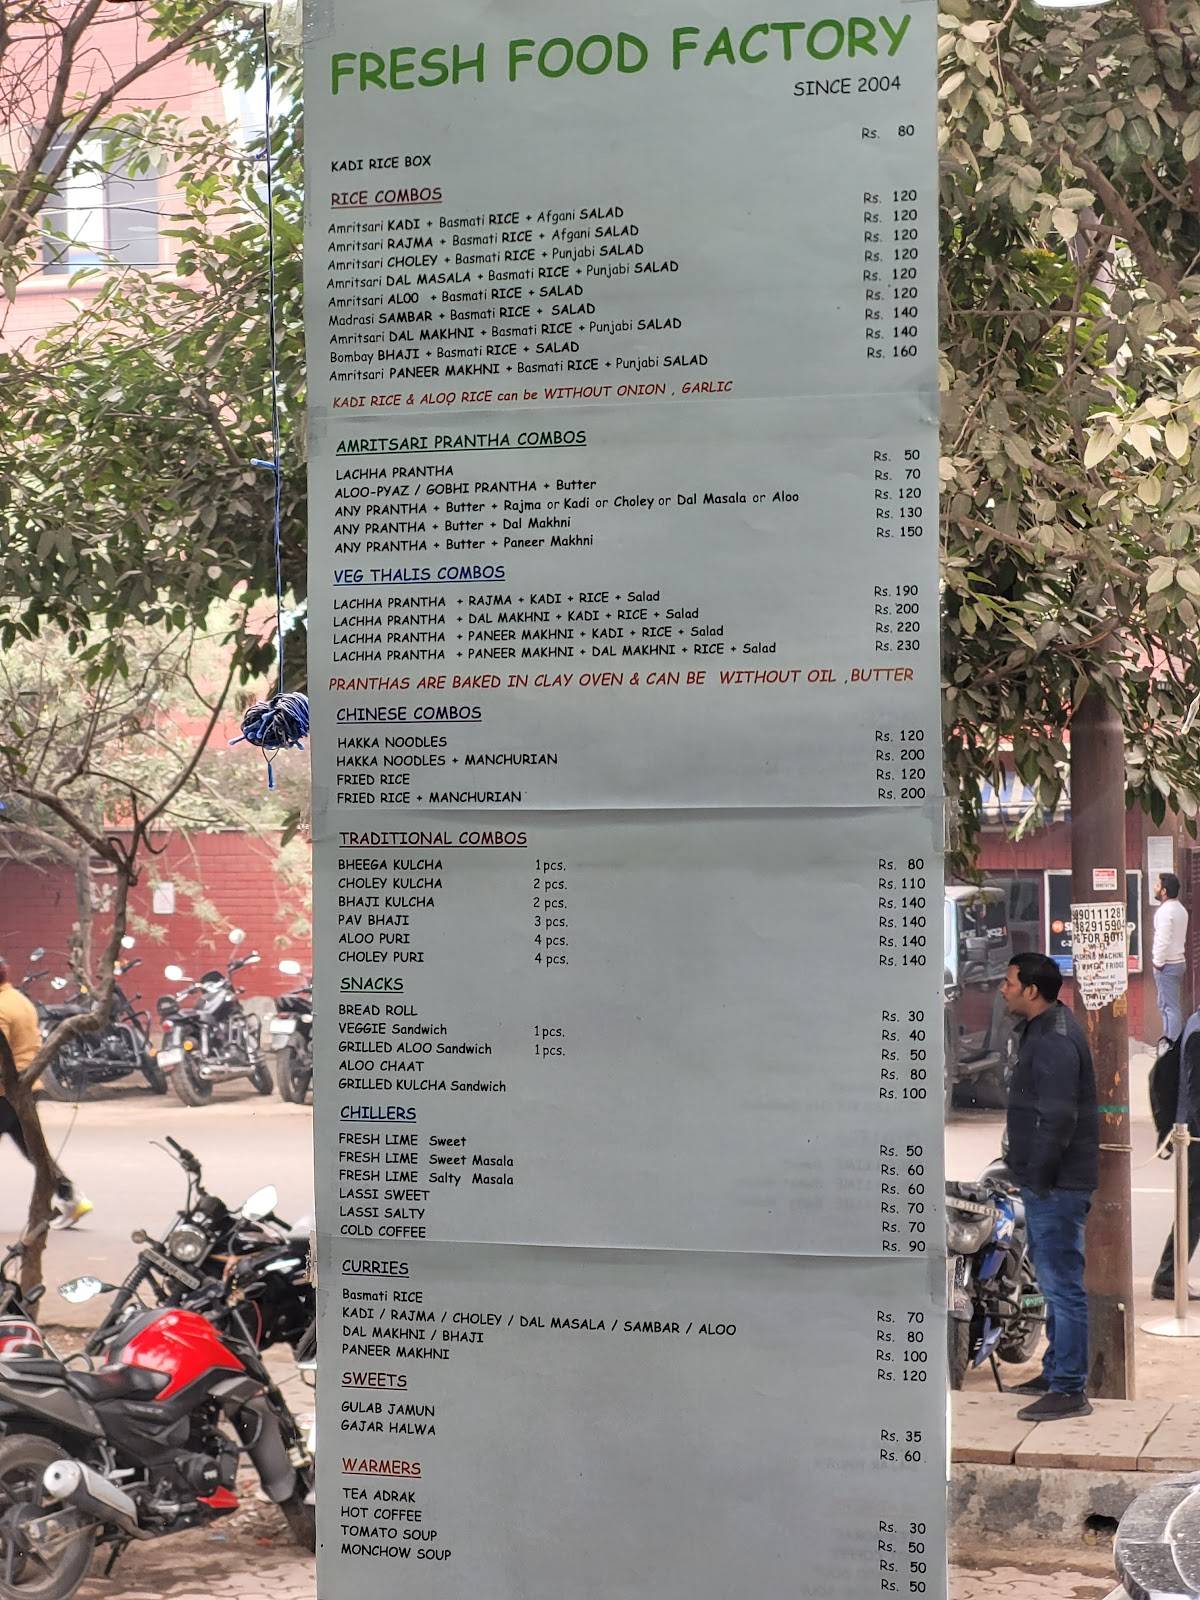 FRESH FOOD FACTORY
SINCE 2004
KADI RICE BOX Rs. 80
RICE COMBOS
Amritsari KADI + Basmati RICE + Afgani SALAD Rs. 120
Amritsari RAJMA + Basmati RICE + Afgani SALAD Rs. 120
Amritsari CHOLEY + Basmati RICE + Punjabi SALAD Rs. 120
Amritsari DAL MASALA + Basmati RICE + Punjabi SALAD Rs. 120
Amritsari ALOO + Basmati RICE + SALAD Rs. 120
Madrasi SAMBAR + Basmati RICE + SALAD Rs. 120
Amritsari DAL MAKHNI + Basmati RICE + Punjabi SALAD Rs. 140
Bombay BHAJI + Basmati RICE + SALAD Rs. 140
Amritsari PANEER MAKHNI + Basmati RICE + Punjabi SALAD Rs. 160
KADI RICE & ALOO RICE can be WITHOUT ONION , GARLIC
AMRITSARI PRANTHA COMBOS
LACHHA PRANTHA Rs. 50
ALOO-PYAZ / GOBHI PRANTHA + Butter Rs. 70
ANY PRANTHA + Butter + Rajma or Kadi or Choley or Dal Masala or Aloo Rs. 120
ANY PRANTHA + Butter + Dal Makhni Rs. 130
ANY PRANTHA + Butter + Paneer Makhni Rs. 150
VEG THALIS COMBOS
LACHHA PRANTHA + RAJMA + KADI + RICE + Salad Rs. 190
LACHHA PRANTHA + DAL MAKHNI + KADI + RICE + Salad Rs. 200
LACHHA PRANTHA + PANEER MAKHNI + KADI + RICE + Salad Rs. 220
LACHHA PRANTHA + PANEER MAKHNI + DAL MAKHNI + RICE + Salad Rs. 230
PRANTHAS ARE BAKED IN CLAY OVEN & CAN BE WITHOUT OIL ,BUTTER
CHINESE COMBOS
HAKKA NOODLES Rs. 120
HAKKA NOODLES + MANCHURIAN Rs. 200
FRIED RICE Rs. 120
FRIED RICE + MANCHURIAN Rs. 200
TRADITIONAL COMBOS
BHEEGA KULCHA 1pcs. Rs. 80
CHOLEY KULCHA 2 pcs. Rs. 110
BHAJI KULCHA 2 pcs. Rs. 140
PAV BHAJI 3 pcs. Rs. 140
ALOO PURI 4 pcs. Rs. 140
CHOLEY PURI 4 pcs. Rs. 140
SNACKS
BREAD ROLL Rs. 30
VEGGIE Sandwich 1pcs. Rs. 40
GRILLED ALOO Sandwich 1pcs. Rs. 50
ALOO CHAAT Rs. 80
GRILLED KULCHA Sandwich Rs. 100
CHILLERS
FRESH LIME Sweet Rs. 50
FRESH LIME Sweet Masala Rs. 60
FRESH LIME Salty Masala Rs. 60
LASSI SWEET Rs. 70
LASSI SALTY Rs. 70
COLD COFFEE Rs. 90
CURRIES
Basmati RICE Rs. 70
KADI / RAJMA / CHOLEY / DAL MASALA / SAMBAR / ALOO Rs. 80
DAL MAKHNI / BHAJI Rs. 100
PANEER MAKHNI Rs. 120
SWEETS
GULAB JAMUN Rs. 35
GAJAR HALWA Rs. 60
WARMERS
TEA ADRAK Rs. 30
HOT COFFEE Rs. 50
TOMATO SOUP Rs. 50
MONCHOW SOUP Rs. 50
PG FOR BOYS